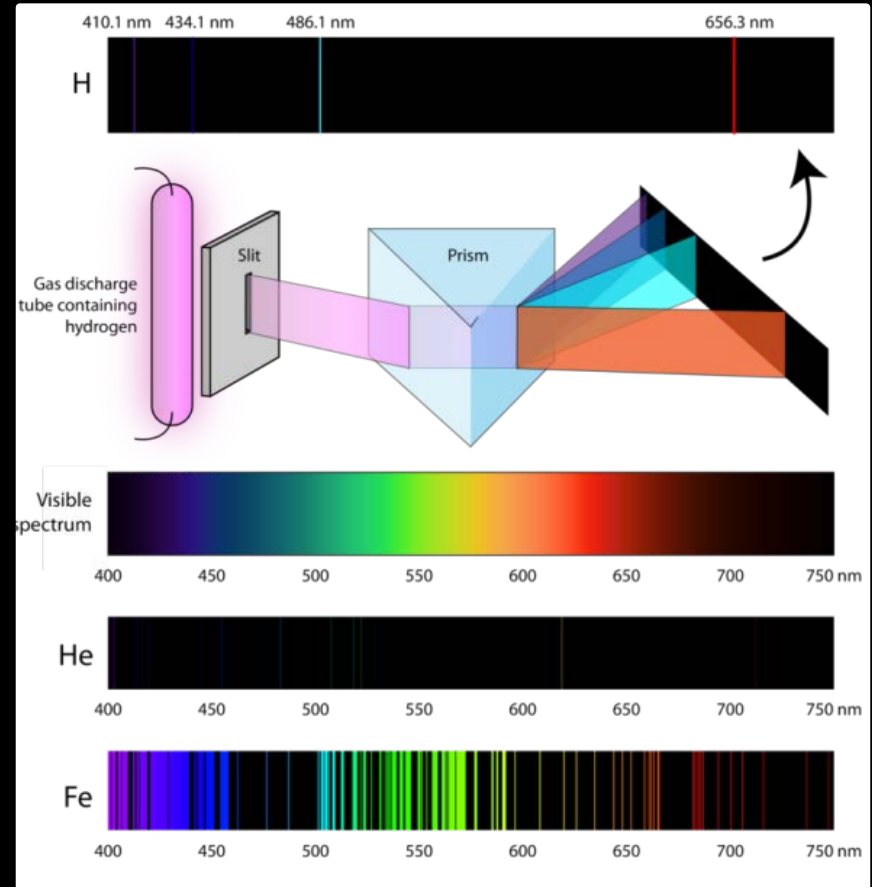 410.1 nm 434.1 nm 486.1 nm 656.3 nm
H
Slit
Prism
Gas discharge
tube containing
hydrogen
Visible
spectrum
400 450 500 550 600 650 700 750 nm
He
400 450 500 550 600 650 700 750 nm
Fe
400 450 500 550 600 650 700 750 nm